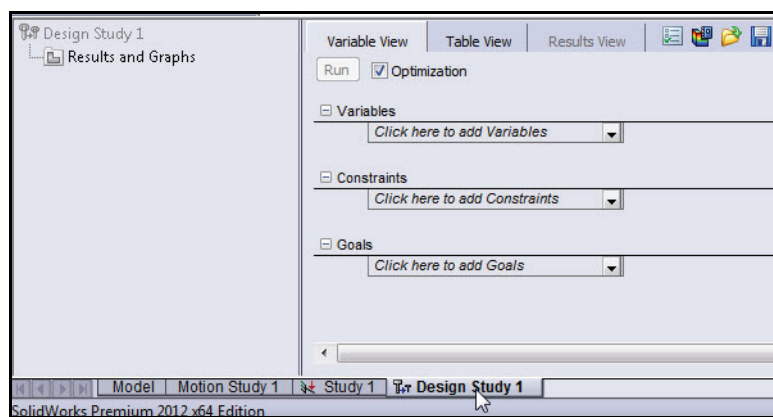 Design Study 1
Results and Graphs
Variable View Table View Results View
Run Optimization
Variables
Click here to add Variables
Constraints
Click here to add Constraints
Goals
Click here to add Goals
Model Motion Study 1 Study 1 Design Study 1
SolidWorks Premium 2012 x64 Edition